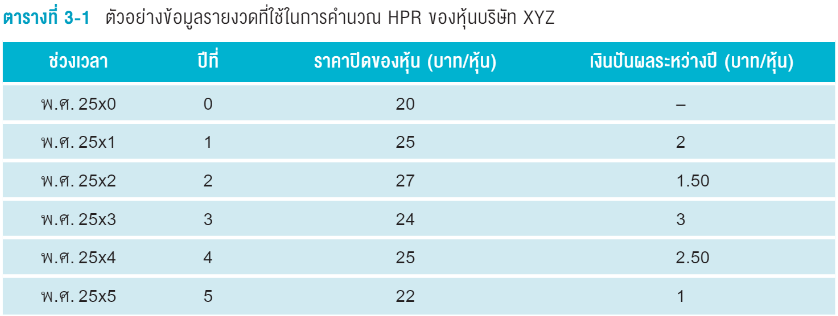 ตารางที่ 3-1 ตัวอย่างข้อมูลรายงวดที่ใช้ในการคำนวณ HPR ของหุ้นบริษัท XYZ
ช่วงเวลา ปีที่ ราคาปิดของหุ้น (บาท/หุ้น) เงินปันผลระหว่างปี (บาท/หุ้น)
พ.ศ. 25x0 0 20 –
พ.ศ. 25x1 1 25 2
พ.ศ. 25x2 2 27 1.50
พ.ศ. 25x3 3 24 3
พ.ศ. 25x4 4 25 2.50
พ.ศ. 25x5 5 22 1